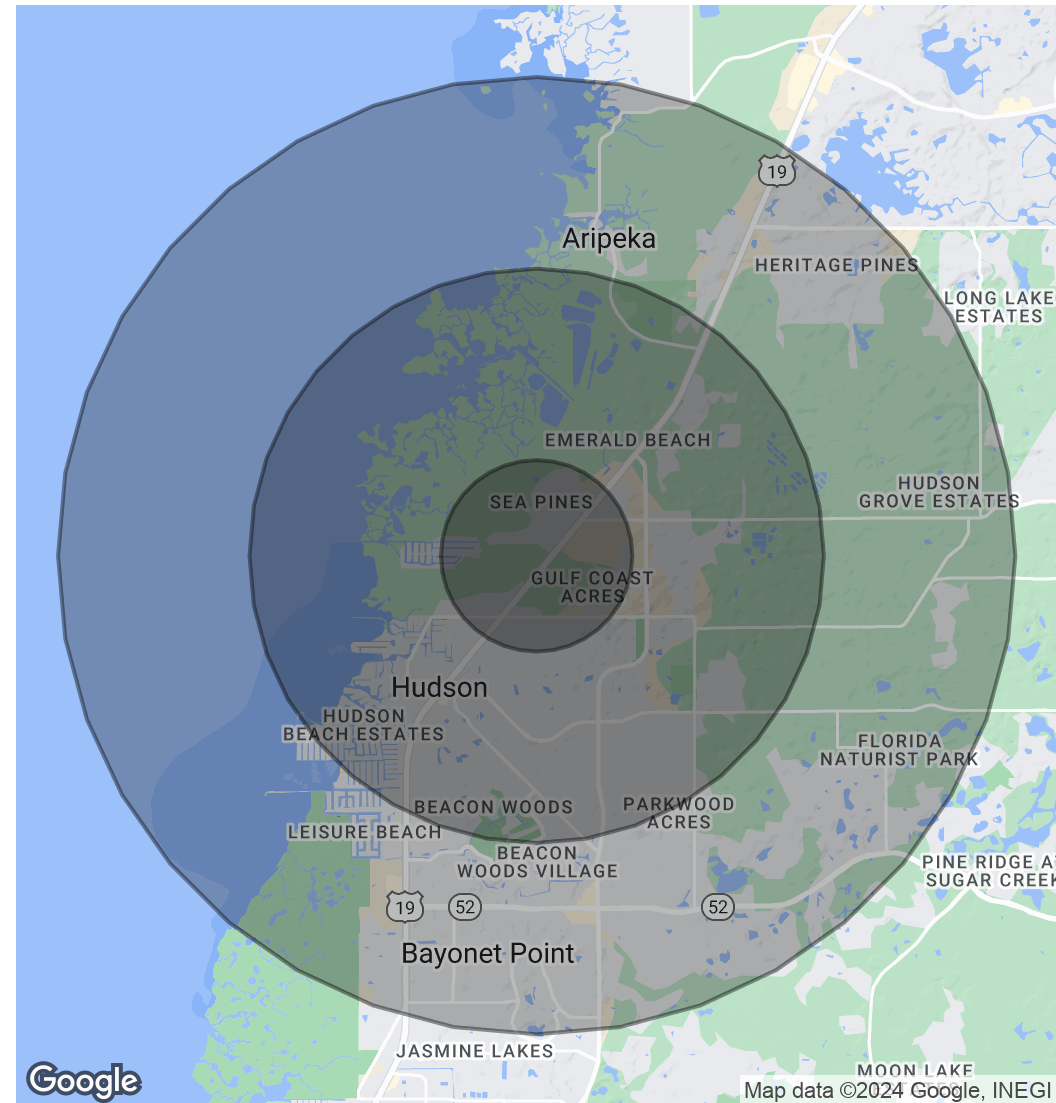 19
Aripeka
HERITAGE PINES
LONG LAKE
ESTATES
EMERALD BEACH
HUDSON
GROVE ESTATES
SEA PINES
GULF COAST
ACRES
Hudson
HUDSON
BEACH ESTATES
FLORIDA
NATURIST PARK
BEACON WOODS
PARKWOOD
ACRES
LEISURE BEACH
BEACON
WOODS VILLAGE
PINE RIDGE A
SUGAR CREEK
19
52
52
Bayonet Point
JASMINE LAKES
MOON LAKE
Google
Map data ©2024 Google, INEGI